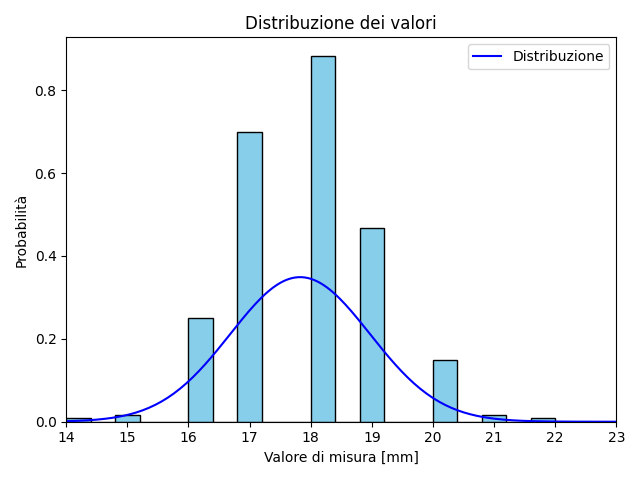 Distribuzione dei valori
Distribuzione
Probabilità
0.8
0.6
0.4
0.2
0.0
14 15 16 17 18 19 20 21 22 23
Valore di misura [mm]